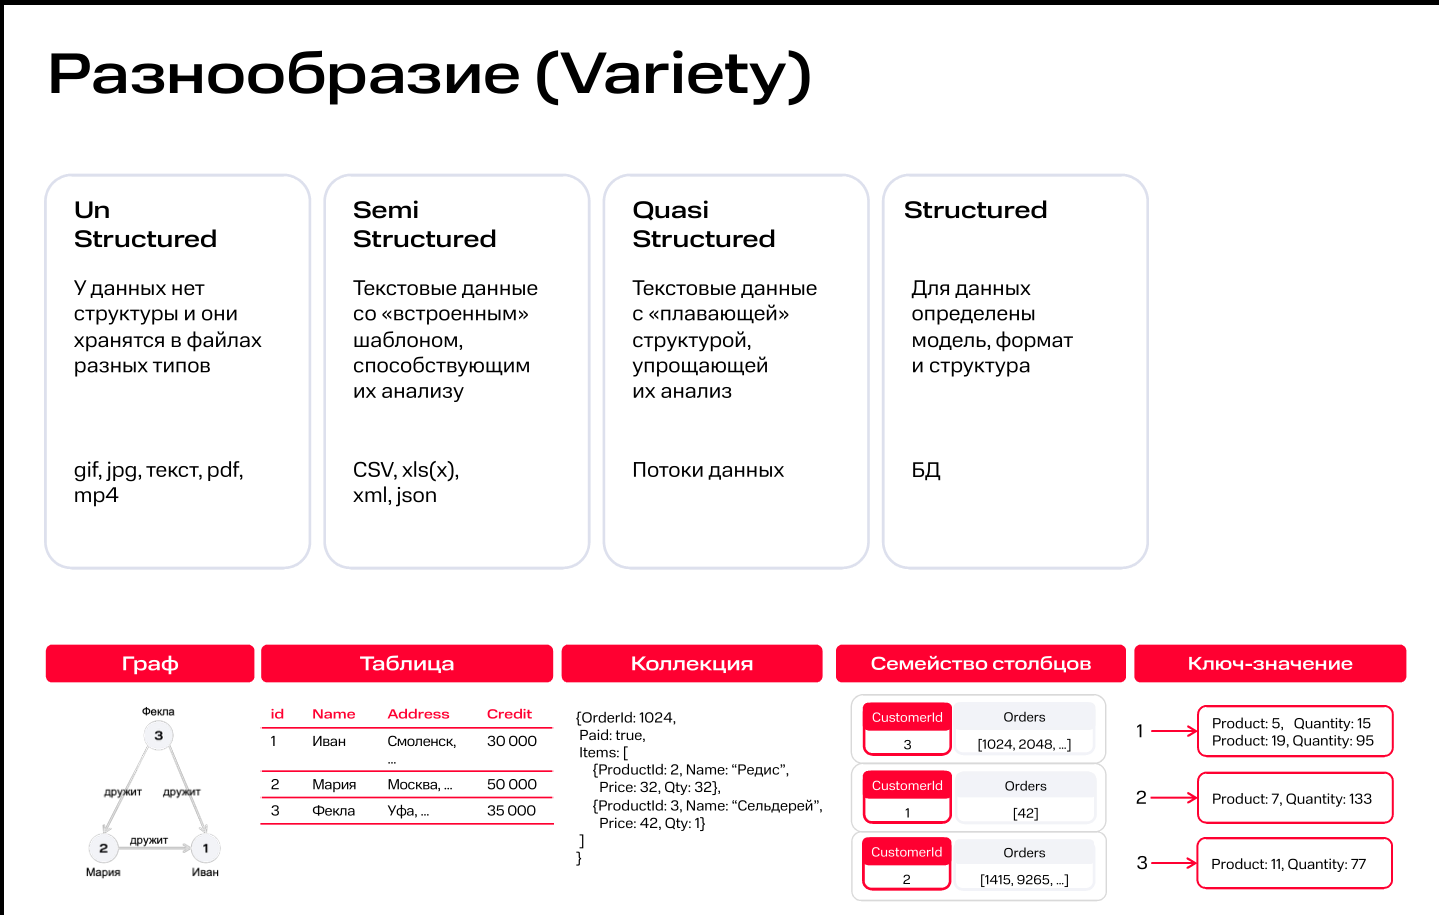 Разнообразие (Variety)
Un
Structured
У данных нет
структуры и они
хранятся в файлах
разных типов
gif, jpg, текст, pdf,
mp4
Semi
Structured
Текстовые данные
со «встроенным»
шаблоном,
способствующим
их анализу
CSV, xls(x),
xml, json
Quasi
Structured
Текстовые данные
с «плавающей»
структурой,
упрощающей
их анализ
Потоки данных
Structured
Для данных
определены
модель, формат
и структура
БД
Граф
Фекла
3
дружит дружит
2 дружит 1
Мария Иван
Таблица
id Name Address Credit
1 Иван Смоленск, 30 000
...
2 Мария Москва, ... 50 000
3 Фекла Уфа, ... 35 000
Коллекция
{OrderId: 1024,
Paid: true,
Items: [
{ProductId: 2, Name: “Редис”,
Price: 32, Qty: 32},
{ProductId: 3, Name: “Сельдерей”,
Price: 42, Qty: 1}
]
}
Семейство столбцов
CustomerId Orders
3 [1024, 2048, ...]
CustomerId Orders
1 [42]
CustomerId Orders
2 [1415, 9265, ...]
Ключ-значение
1 Product: 5, Quantity: 15
Product: 19, Quantity: 95
2 Product: 7, Quantity: 133
3 Product: 11, Quantity: 77